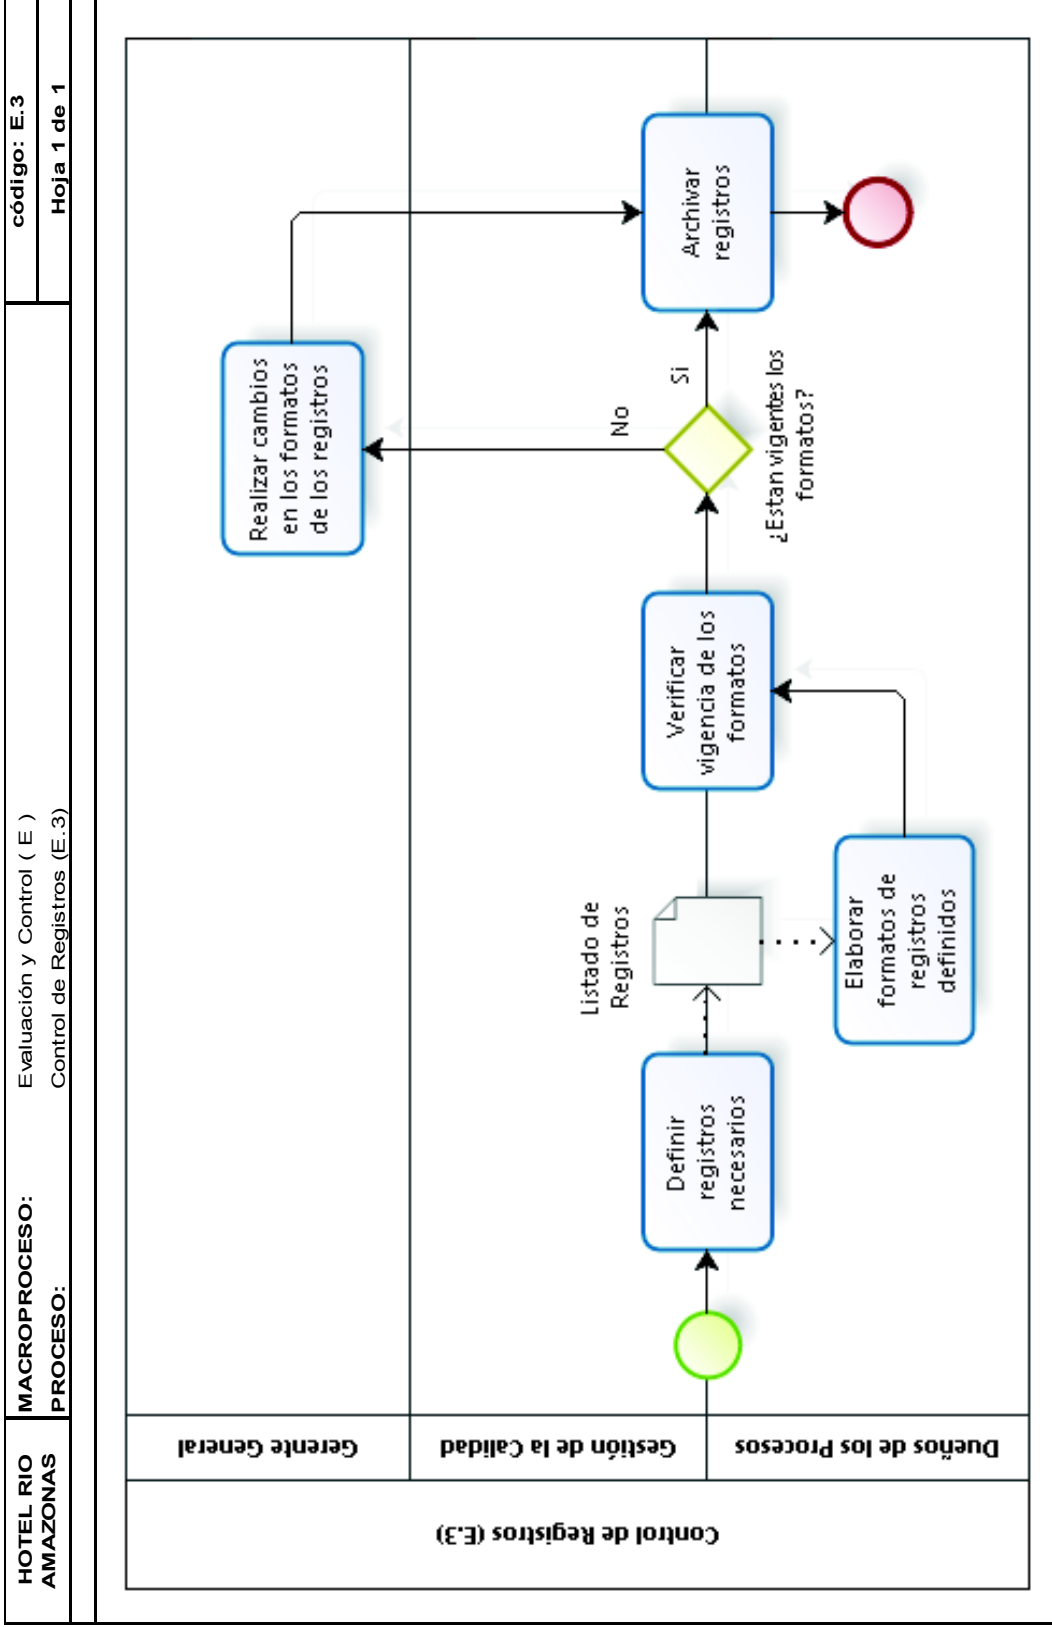 HOTEL RIO
AMAZONAS
MACROPROCESO:
Evaluación y Control ( E )
código: E.3
PROCESO:
Control de Registros (E.3)
Hoja 1 de 1
Control de Registros (E.3)
Gerente General
Gestión de la Calidad
Dueños de los Procesos
Definir
registros
necesarios
Listado de
Registros
Elaborar
formatos de
registros
definidos
Verificar
vigencia de los
formatos
¿Estan vigentes los
formatos?
No
Si
Realizar cambios
en los formatos
de los registros
Archivar
registros